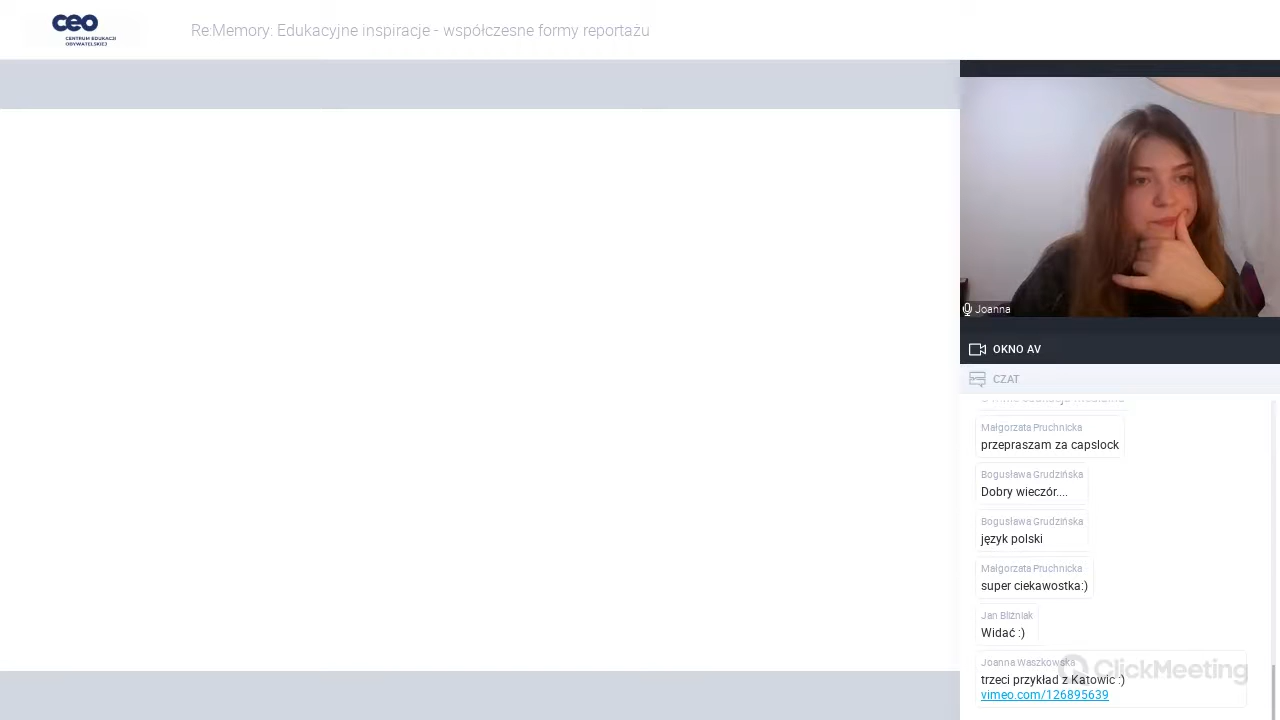 ceo
CENTRUM EDUKACJI
OBYWATELSKIEJ
Re:Memory: Edukacyjne inspiracje - współczesne formy reportażu
Joanna
OKNO AV
CZAT
Małgorzata Pruchnicka
przepraszam za capslock
Bogusława Grudzińska
Dobry wieczór....
Bogusława Grudzińska
język polski
Małgorzata Pruchnicka
super ciekawostka:)
Jan Bliźniak
Widać :)
Joanna Waszkowska
trzeci przykład z Katowic :)
vimeo.com/126895639
ClickMeeting